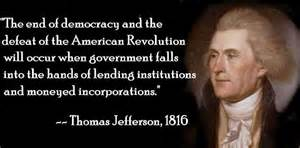 "The end of democracy and the
defeat of the American Revolution
will occur when government falls
into the hands of lending institutions
and moneyed incorporations."
-- Thomas Jefferson, 1816